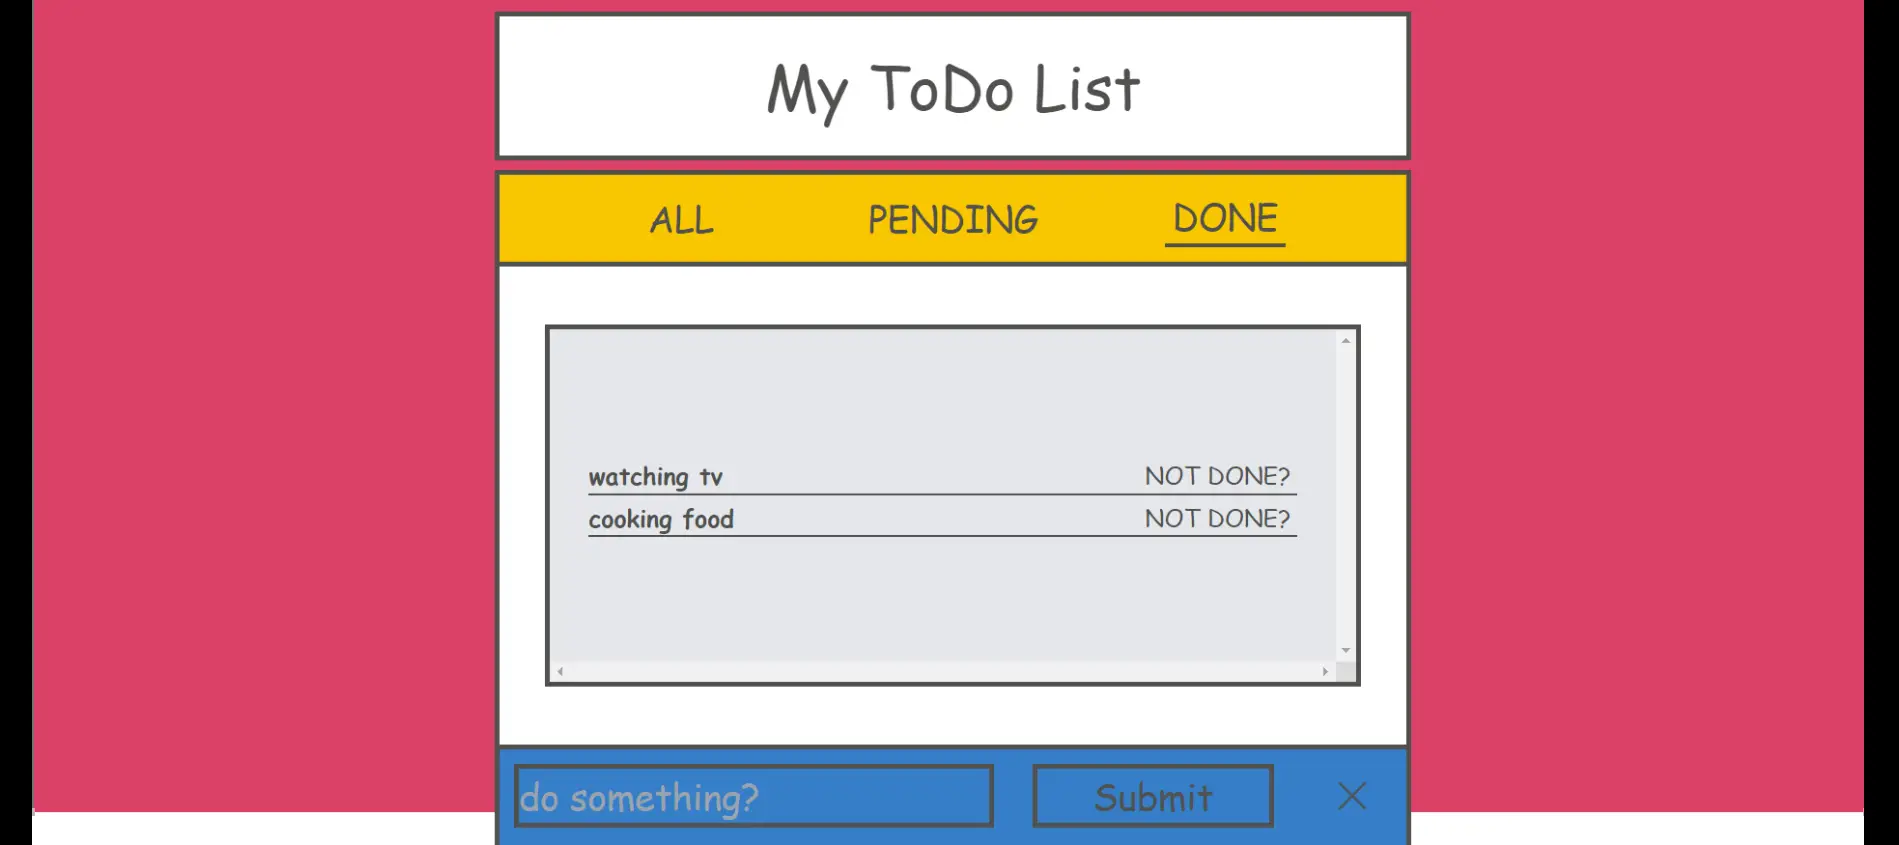 My ToDo List
ALL PENDING DONE
watching tv NOT DONE?
cooking food NOT DONE?
do something? Submit